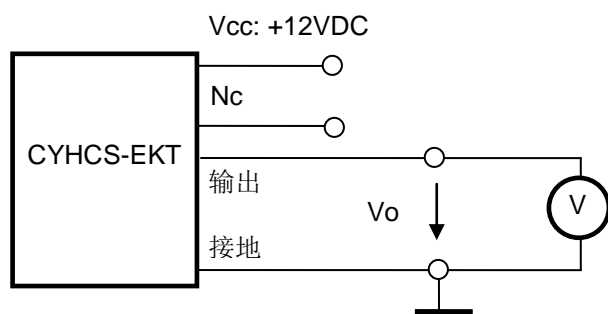 Vcc: +12VDC
Nc
CYHCS-EKT
输出
Vo
V
接地